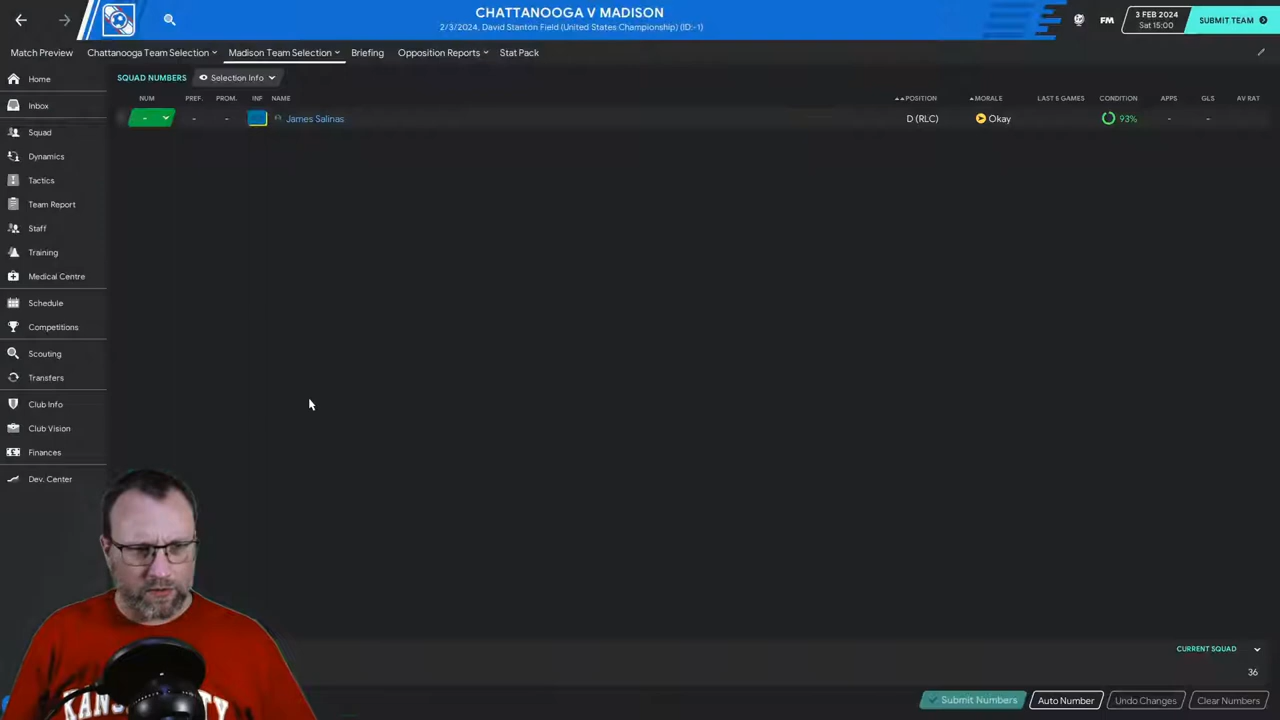 CHATTANOOGA V MADISON
2/3/2024, David Stanton Field (United States Championship) (ID:-1)
FM
3 FEB 2024
Sat 15:00
SUBMIT TEAM
Match Preview
Chattanooga Team Selection
Madison Team Selection
Briefing
Opposition Reports
Stat Pack
Home
Inbox
Squad
Dynamics
Tactics
Team Report
Staff
Training
Medical Centre
Schedule
Competitions
Scouting
Transfers
Club Info
Club Vision
Finances
Dev. Center
SQUAD NUMBERS
Selection Info
NUM PREF. PROM. INF NAME POSITION MORALE LAST 5 GAMES CONDITION APPS GLS AV RAT
- - - James Salinas D (RLC) Okay 93% - -
CURRENT SQUAD
36
Submit Numbers
Auto Number
Undo Changes
Clear Numbers